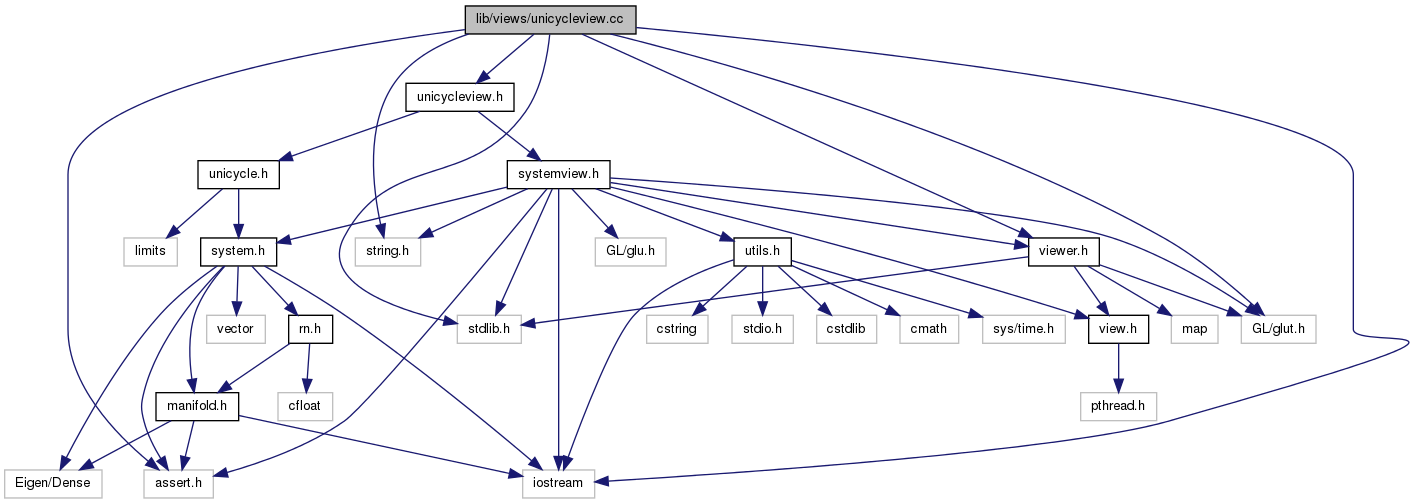 lib/views/unicycleview.cc
unicycleview.h
unicycle.h
systemview.h
limits
system.h
string.h
GL/glu.h
utils.h
viewer.h
vector
rn.h
stdlib.h
cstring
stdio.h
cstdlib
cmath
sys/time.h
view.h
map
GL/glut.h
manifold.h
cfloat
pthread.h
Eigen/Dense
assert.h
iostream